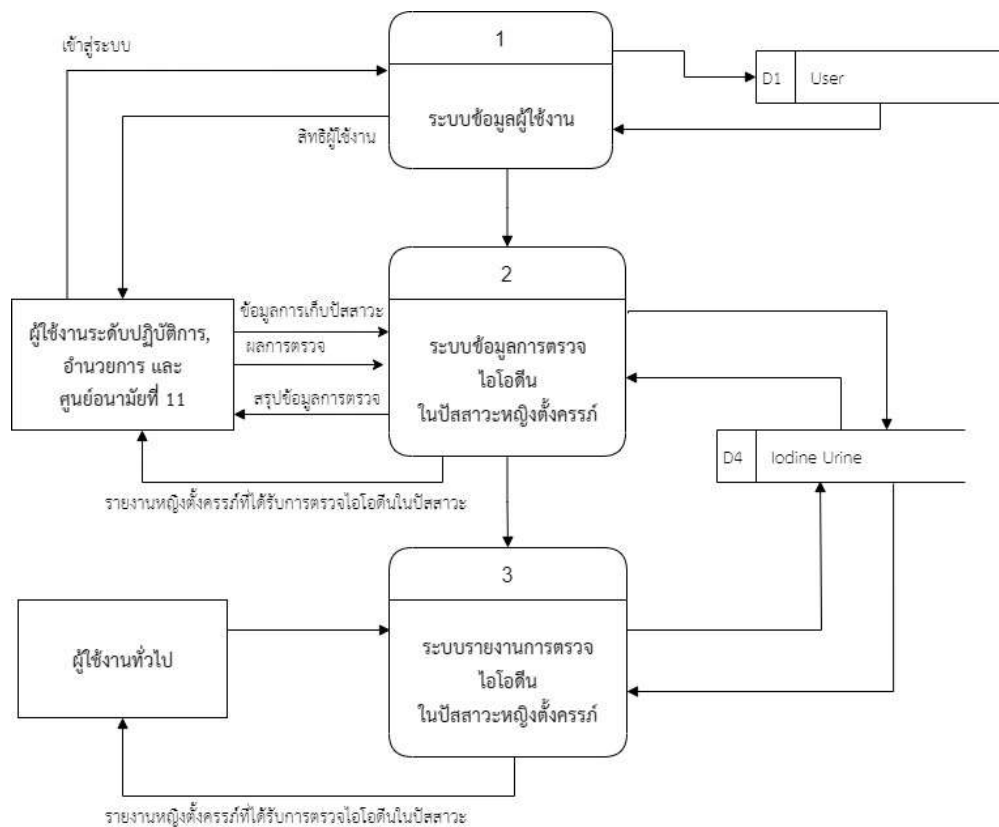 1
เข้าสู่ระบบ
D1 User
ระบบข้อมูลผู้ใช้งาน
สิทธิผู้ใช้งาน
2
ข้อมูลการเก็บปัสสาวะ
ผู้ใช้งานระดับปฏิบัติการ,
อำนวยการ และ
ศูนย์อนามัยที่ 11
ผลการตรวจ
สรุปข้อมูลการตรวจ
ระบบข้อมูลการตรวจ
ไอโอดีน
ในปัสสาวะหญิงตั้งครรภ์
D4 Iodine Urine
รายงานหญิงตั้งครรภ์ที่ได้รับการตรวจไอโอดีนในปัสสาวะ
3
ผู้ใช้งานทั่วไป
ระบบรายงานการตรวจ
ไอโอดีน
ในปัสสาวะหญิงตั้งครรภ์
รายงานหญิงตั้งครรภ์ที่ได้รับการตรวจไอโอดีนในปัสสาวะ